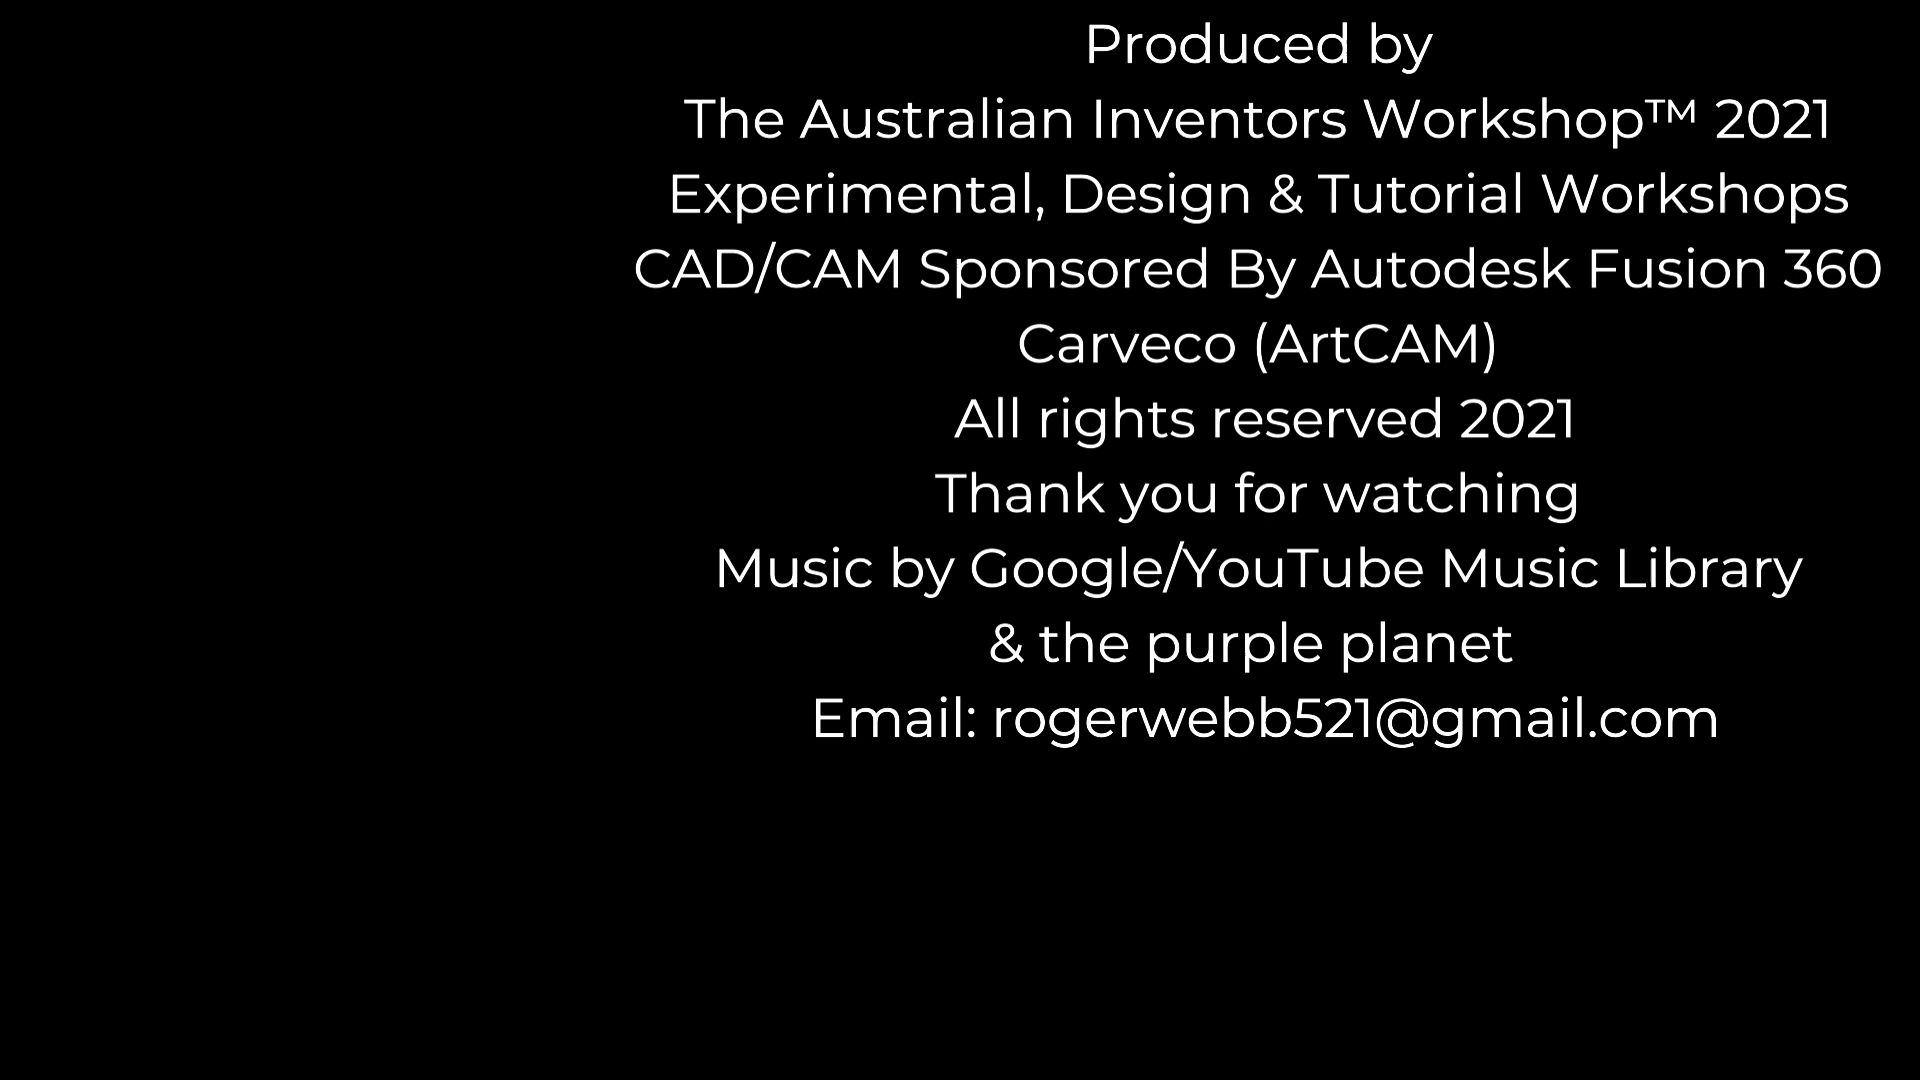 Produced by
The Australian Inventors Workshop™ 2021
Experimental, Design & Tutorial Workshops
CAD/CAM Sponsored By Autodesk Fusion 360
Carveco (ArtCAM)
All rights reserved 2021
Thank you for watching
Music by Google/YouTube Music Library
& the purple planet
Email: rogerwebb521@gmail.com